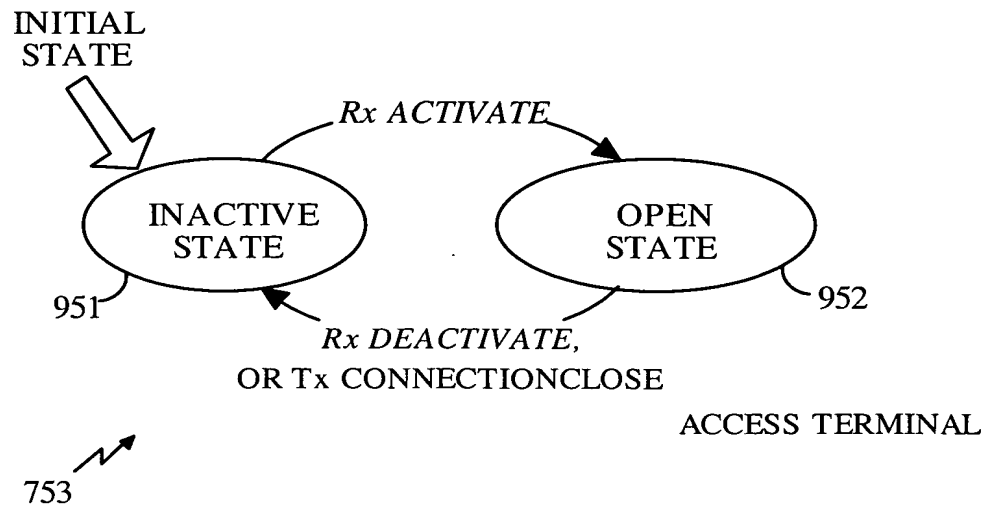 INITIAL
STATE
Rx ACTIVATE
INACTIVE
STATE
OPEN
STATE
951
952
Rx DEACTIVATE,
OR Tx CONNECTIONCLOSE
ACCESS TERMINAL
753